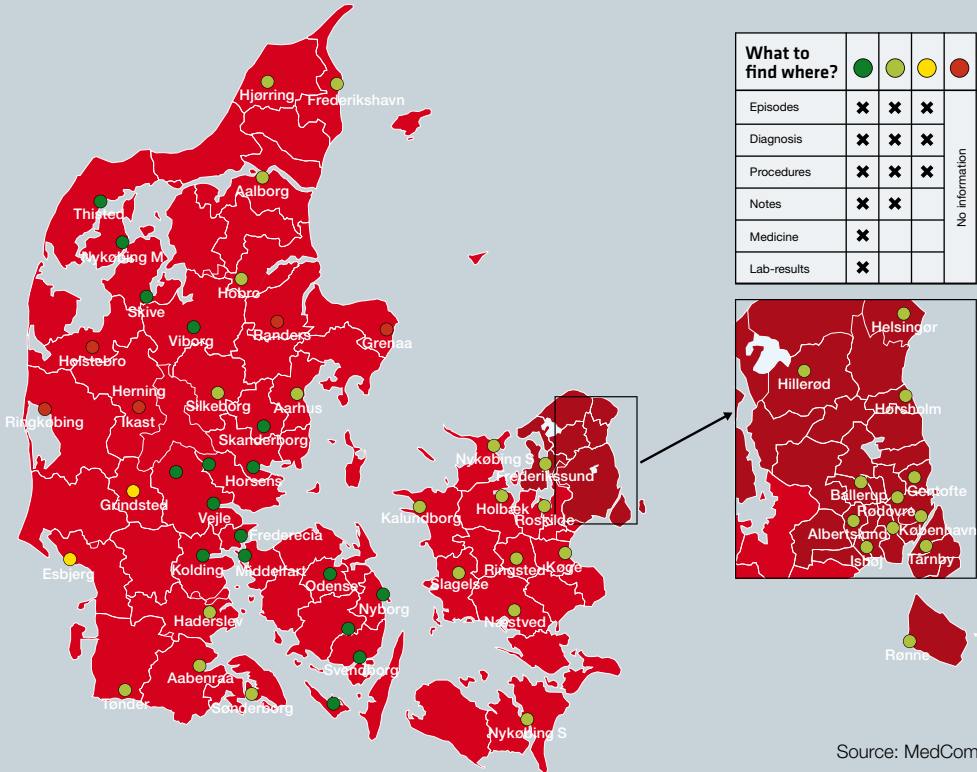 What to
find where?
Episodes
Diagnosis
Procedures
Notes
Medicine
Lab-results
No information
Hjørring
Frederikshavn
Aalborg
Thisted
Nykøbing M
Hobro
Skive
Viborg
Randers
Grenaa
Holstebro
Herning
Ikast
Ringkøbing
Silkeborg
Aarhus
Skanderborg
Horsens
Grindsted
Vejle
Fredericia
Esbjerg
Kolding
Middelfart
Odense
Nyborg
Haderslev
Svendborg
Aabenraa
Tønder
Sønderborg
Nykøbing S
Frederikssund
Holbæk
Kalundborg
Roskilde
Ringsted
Køge
Slagelse
Næstved
Nykøbing S
Helsingør
Hillerød
Hørsholm
Ballerup
Gentofte
Rødovre
Albertslund
København
Ishøj
Tårnby
Rønne
Source: MedCom